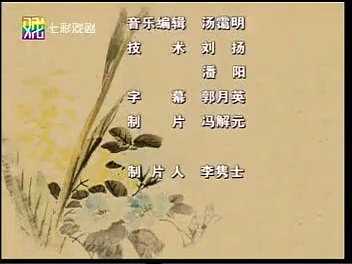 七彩戏剧
音乐编辑 汤霭明
技术 刘扬
潘阳
字幕 郭月英
制片 冯解元
制片人 李隽士